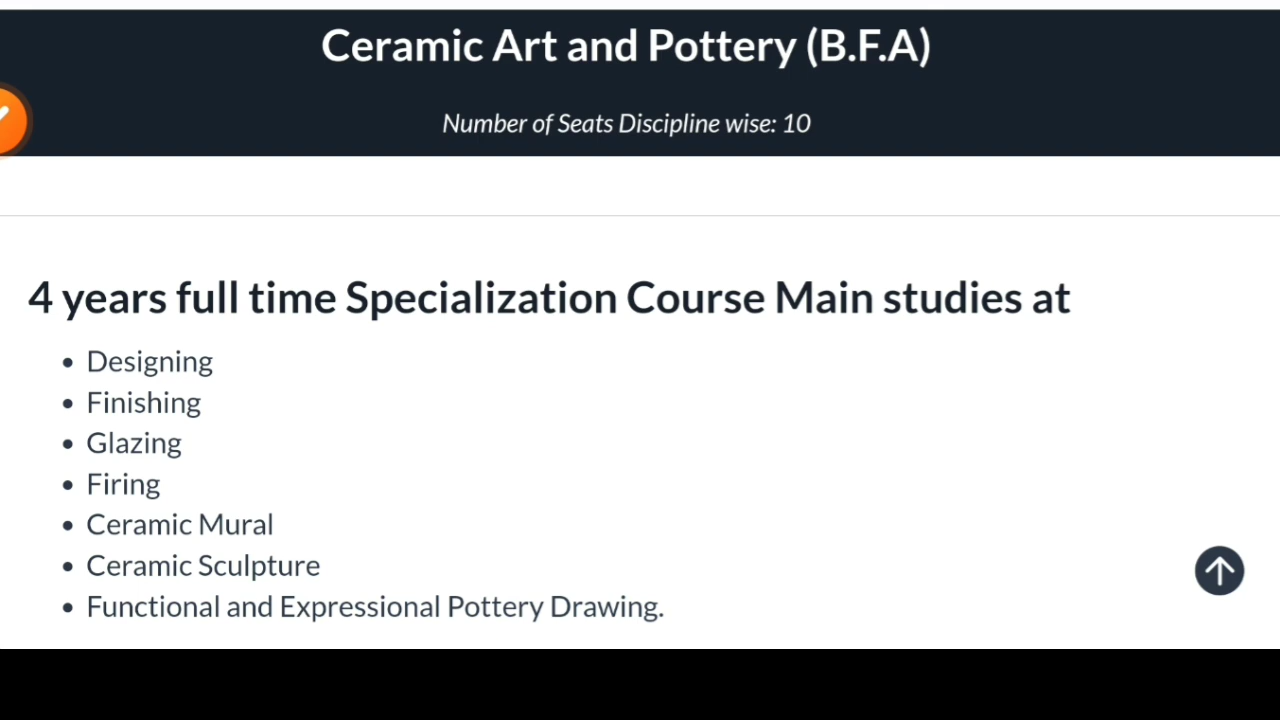 Ceramic Art and Pottery (B.F.A)
Number of Seats Discipline wise: 10
4 years full time Specialization Course Main studies at
Designing
Finishing
Glazing
Firing
Ceramic Mural
Ceramic Sculpture
Functional and Expressional Pottery Drawing.